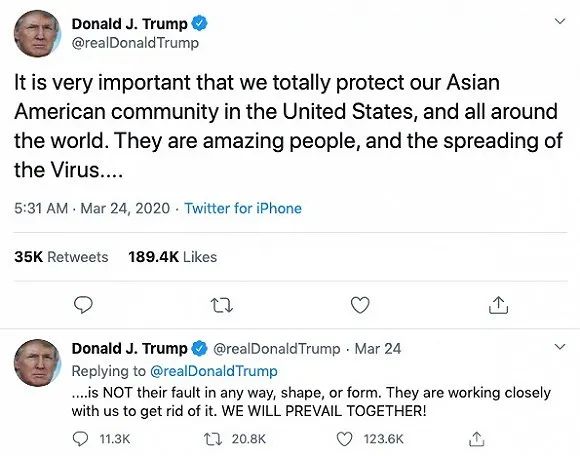 Donald J. Trump
@realDonaldTrump
It is very important that we totally protect our Asian
American community in the United States, and all around
the world. They are amazing people, and the spreading of
the Virus....
5:31 AM · Mar 24, 2020 · Twitter for iPhone
35K Retweets 189.4K Likes
Donald J. Trump @realDonaldTrump · Mar 24
Replying to @realDonaldTrump
....is NOT their fault in any way, shape, or form. They are working closely
with us to get rid of it. WE WILL PREVAIL TOGETHER!
11.3K 20.8K 123.6K